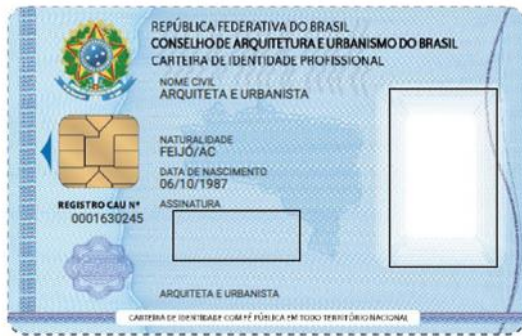 REPÚBLICA FEDERATIVA DO BRASIL
CONSELHO DE ARQUITETURA E URBANISMO DO BRASIL
CARTEIRA DE IDENTIDADE PROFISSIONAL
NOME CIVIL
ARQUITETA E URBANISTA
NATURALIDADE
FEIJÓ/AC
DATA DE NASCIMENTO
06/10/1987
REGISTRO CAU Nº
0001630245
ASSINATURA
ARQUITETA E URBANISTA
CARTEIRA DE IDENTIDADE COM FÉ PÚBLICA EM TODO TERRITÓRIO NACIONAL